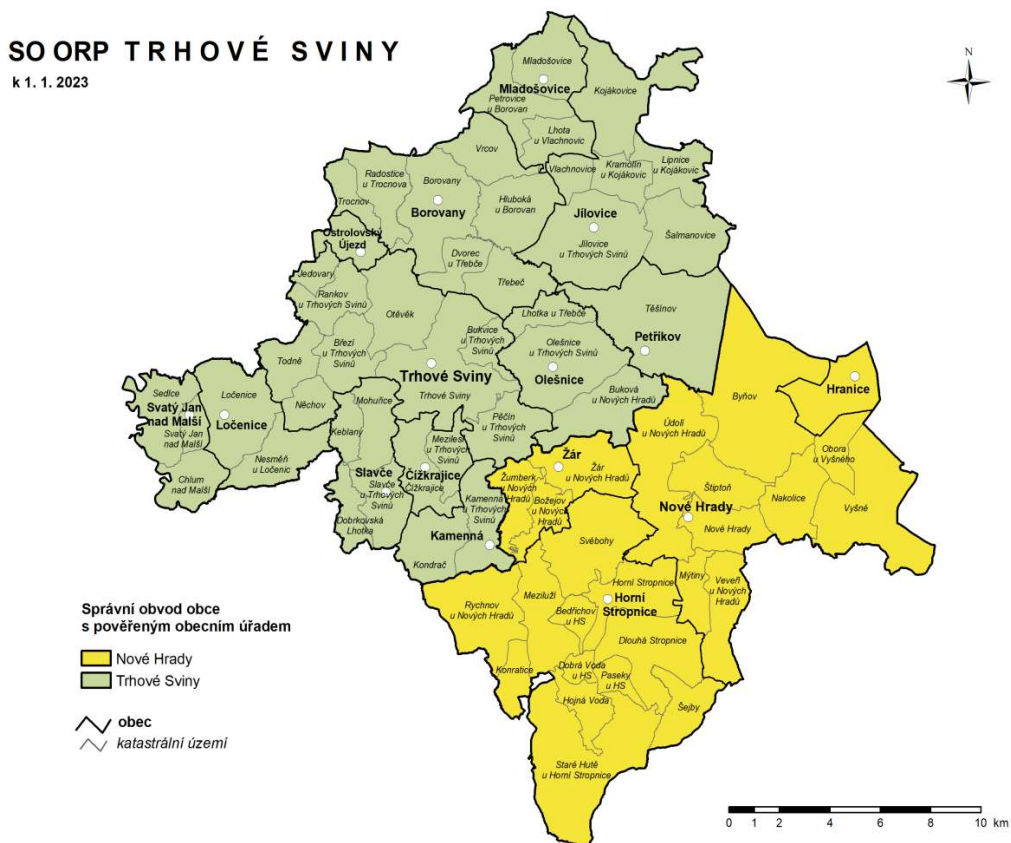 SO ORP TRHOVÉ SVINY
k 1. 1. 2023
N
Mladošovice
Mladošovice
Kojákovice
Petrovice
u Borovan
Lhota
u Vlachnovic
Vrcov
Vlachnovice
Kramolín
u Kojákovic
Lipnice
u Kojákovic
Radostice
u Trocnova
Borovany
Trocnov
Hluboká
u Borovan
Borovany
Jílovice
Šalmanovice
Ostrolovský
Újezd
Jílovice
u Trhových Svinů
Dvorec
u Třebče
Jedovary
Třebeč
Rankov
u Trhových Svinů
Otěvěk
Těšínov
Lhotka u Třebče
Bukvice
u Trhových
Svinů
Petříkov
Březí
u Trhových
Svinů
Olešnice
u Trhových Svinů
Todně
Trhové Sviny
Olešnice
Hranice
Sedlce
Ločenice
Mohuřice
Trhové Sviny
Buková
u Nových Hradů
Byňov
Svatý Jan
nad Malší
Ločenice
Něchov
Pěčín
u Trhových
Svinů
Údolí
u Nových Hradů
Svatý Jan
nad Malší
Keblany
Mezilesí
u Trhových
Svinů
Obora
u Vyšného
Nesměň
u Ločenic
Slavče
Čížkrajice
Žár
Chlum
nad Malší
Slavče
u Trhových
Svinů
Čížkrajice
Žumberk
u Nových
Hradů
Žár
u Nových Hradů
Štiptoň
Nakolice
Kamenná
u Trhových
Svinů
Božejov
u Nových
Hradů
Nové Hrady
Vyšné
Dobrkovská
Lhotka
Nové Hrady
Kamenná
Svébohy
Kondrač
Horní Stropnice
Mýtiny
Veveří
u Nových
Hradů
Rychnov
u Nových Hradů
Meziluží
Horní
Stropnice
Bedřichov
u HS
Dlouhá Stropnice
Konratice
Dobrá Voda
u HS
Paseky
u HS
Hojná Voda
Šejby
Staré Hutě
u Horní Stropnice
Správní obvod obce
s pověřeným obecním úřadem
Nové Hrady
Trhové Sviny
obec
katastrální území
0 1 2 4 6 8 10 km